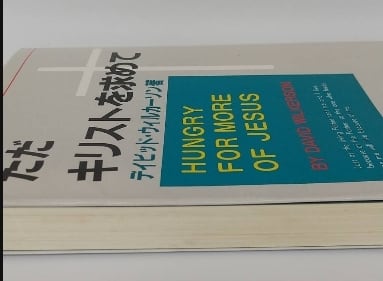 ただ
キリストを求めて
デイビッド・ウィルカーソン著
HUNGRY
FOR MORE
OF JESUS
BY DAVID WILKERSON